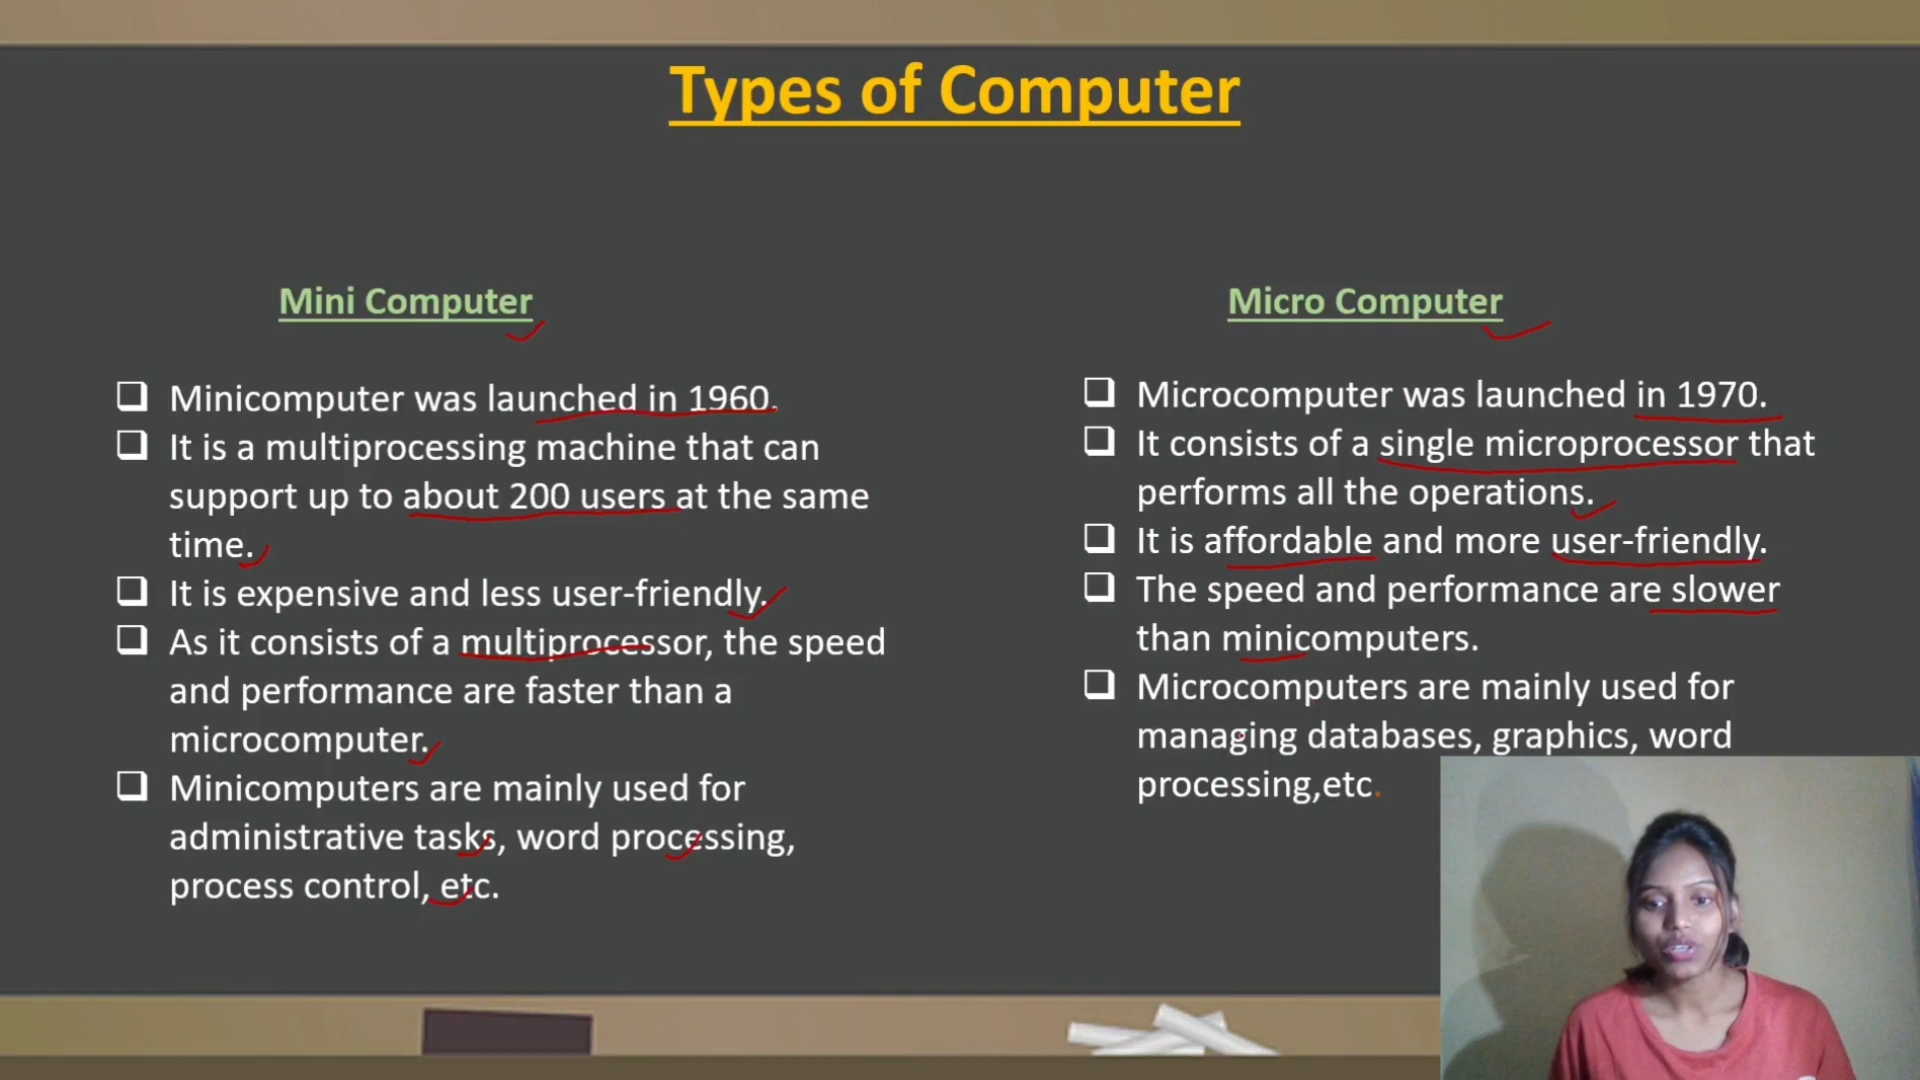 Types of Computer
Mini Computer
❑ Minicomputer was launched in 1960.
❑ It is a multiprocessing machine that can
support up to about 200 users at the same
time.
❑ It is expensive and less user-friendly.
❑ As it consists of a multiprocessor, the speed
and performance are faster than a
microcomputer.
❑ Minicomputers are mainly used for
administrative tasks, word processing,
process control, etc.
Micro Computer
❑ Microcomputer was launched in 1970.
❑ It consists of a single microprocessor that
performs all the operations.
❑ It is affordable and more user-friendly.
❑ The speed and performance are slower
than minicomputers.
❑ Microcomputers are mainly used for
managing databases, graphics, word
processing,etc.